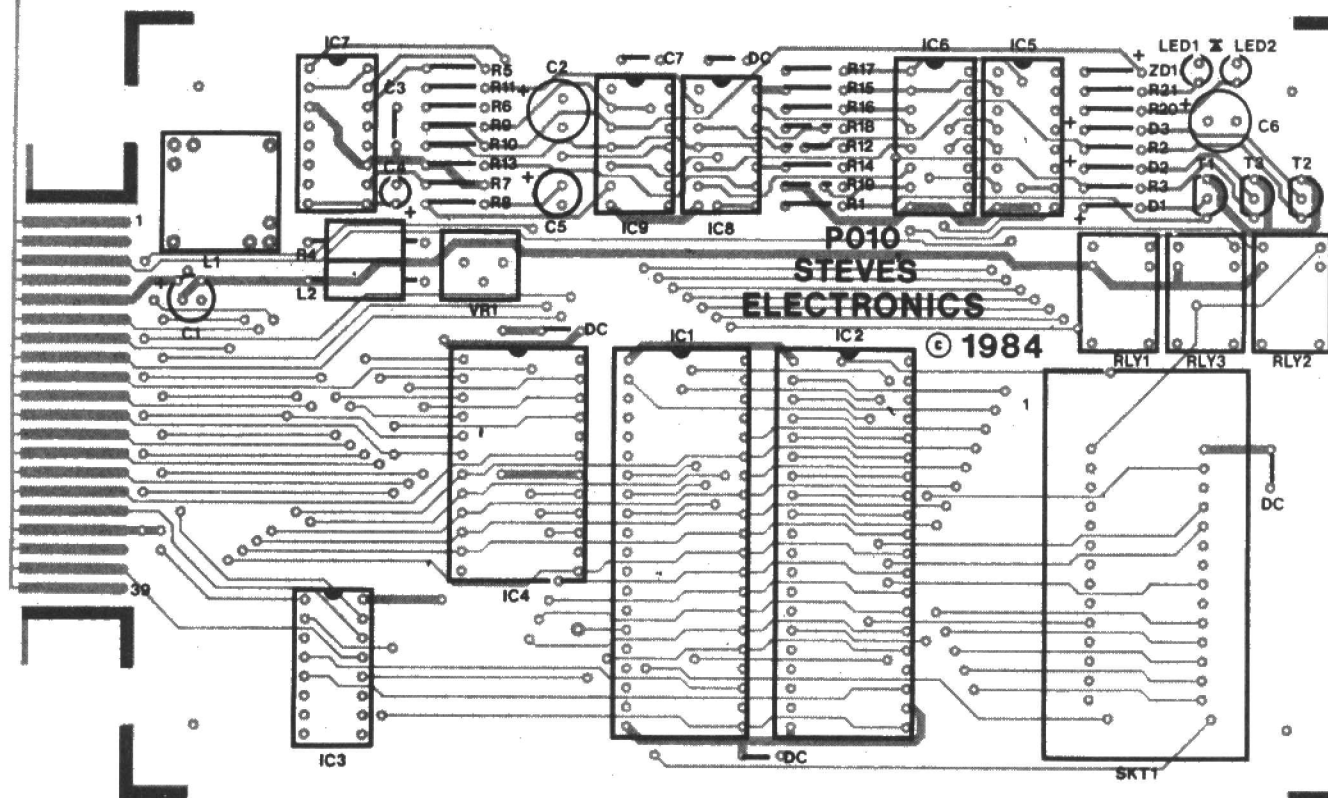 IC7
C7
DC
IC6
IC5
LED1
LED2
R5
C2
R17
ZD1
R11
C3
R15
R21
R6
R16
R20
R9
R18
D3
C6
R10
R12
R2
R13
R14
D2
T1
T3
T2
C4
R7
R19
R3
R8
C5
IC9
IC8
R1
D1
1
P010
R4
STEVES
L1
L2
ELECTRONICS
C1
VR1
DC
IC1
IC2
© 1984
RLY1
RLY3
RLY2
1
DC
39
IC4
IC3
DC
SKT1